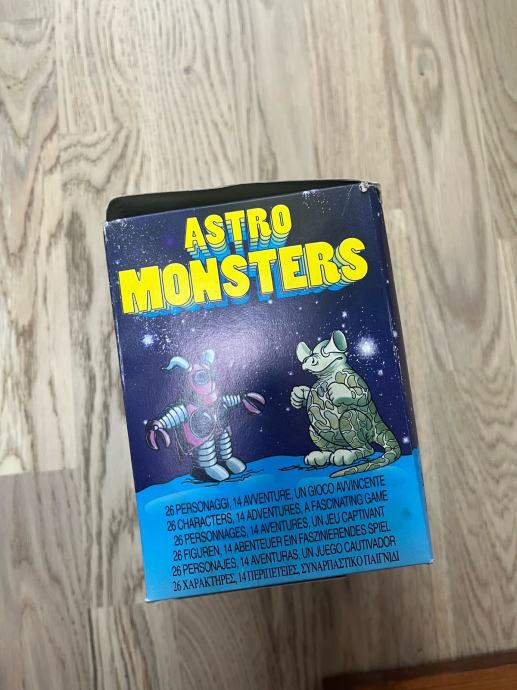 ASTRO
MONSTERS
26 PERSONAGGI, 14 AVVENTURE, UN GIOCO AVVINCENTE
26 CHARACTERS, 14 ADVENTURES, A FASCINATING GAME
26 PERSONNAGES, 14 AVENTURES, UN JEU CAPTIVANT
26 FIGUREN, 14 ABENTEUER EIN FASZINIERENDES SPIEL
26 PERSONAJES, 14 AVENTURAS, UN JUEGO CAUTIVADOR
26 ΧΑΡΑΚΤΗΡΕΣ, 14 ΠΕΡΙΠΕΤΕΙΕΣ, ΣΥΝΑΡΠΑΣΤΙΚΟ ΠΑΙΓΝΙΔΙ